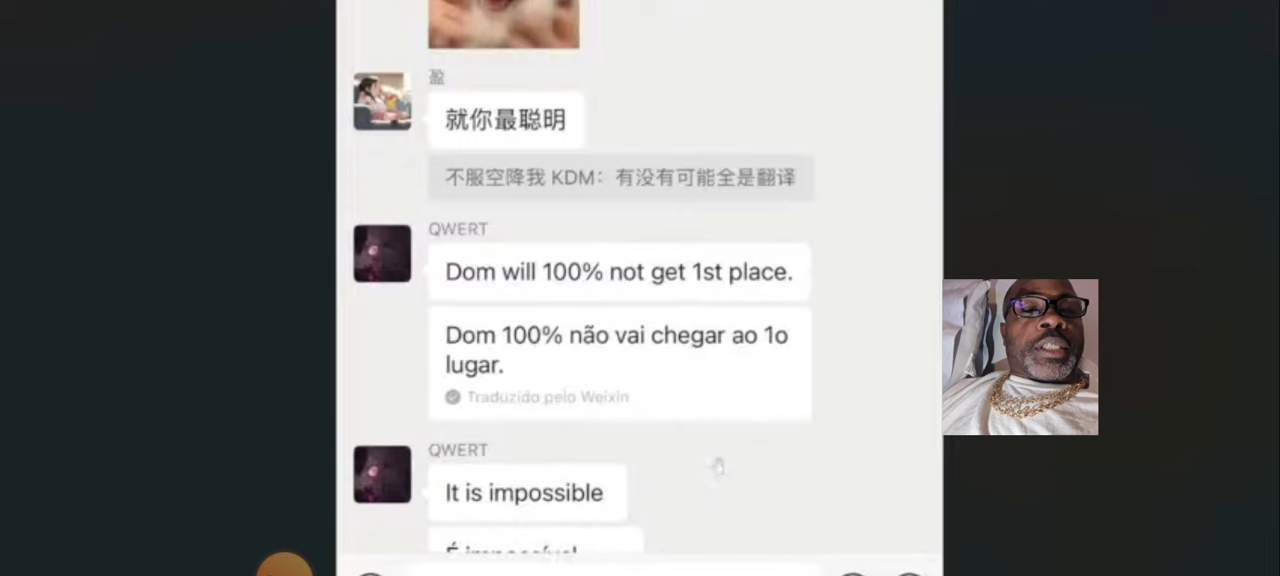 盈
就你最聪明
不服空降我 KDM：有没有可能全是翻译
QWERT
Dom will 100% not get 1st place.
Dom 100% não vai chegar ao 1o
lugar.
Traduzido pelo Weixin
QWERT
It is impossible
É impossível